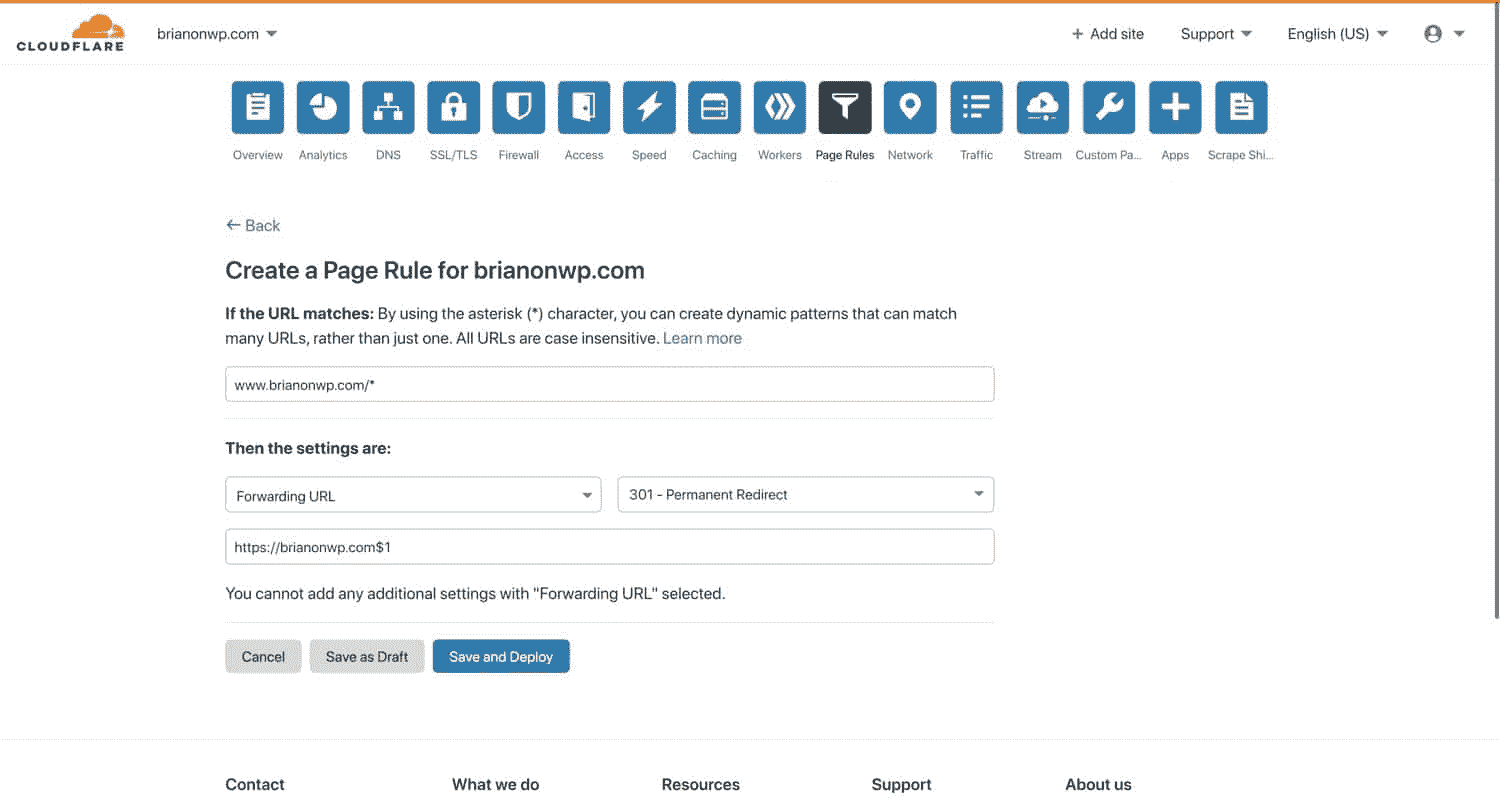 CLOUDFLARE
brianonwp.com
+ Add site
Support
English (US)
Overview
Analytics
DNS
SSL/TLS
Firewall
Access
Speed
Caching
Workers
Page Rules
Network
Traffic
Stream
Custom Pa...
Apps
Scrape Shi...
← Back
Create a Page Rule for brianonwp.com
If the URL matches: By using the asterisk (*) character, you can create dynamic patterns that can match
many URLs, rather than just one. All URLs are case insensitive. Learn more
www.brianonwp.com/*
Then the settings are:
Forwarding URL
301 - Permanent Redirect
https://brianonwp.com$1
You cannot add any additional settings with "Forwarding URL" selected.
Cancel
Save as Draft
Save and Deploy
Contact
What we do
Resources
Support
About us